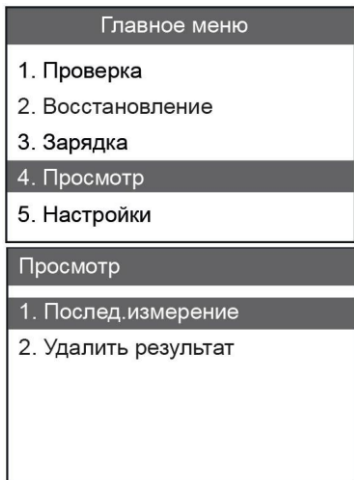 Главное меню
1. Проверка
2. Восстановление
3. Зарядка
4. Просмотр
5. Настройки
Просмотр
1. Послед.измерение
2. Удалить результат